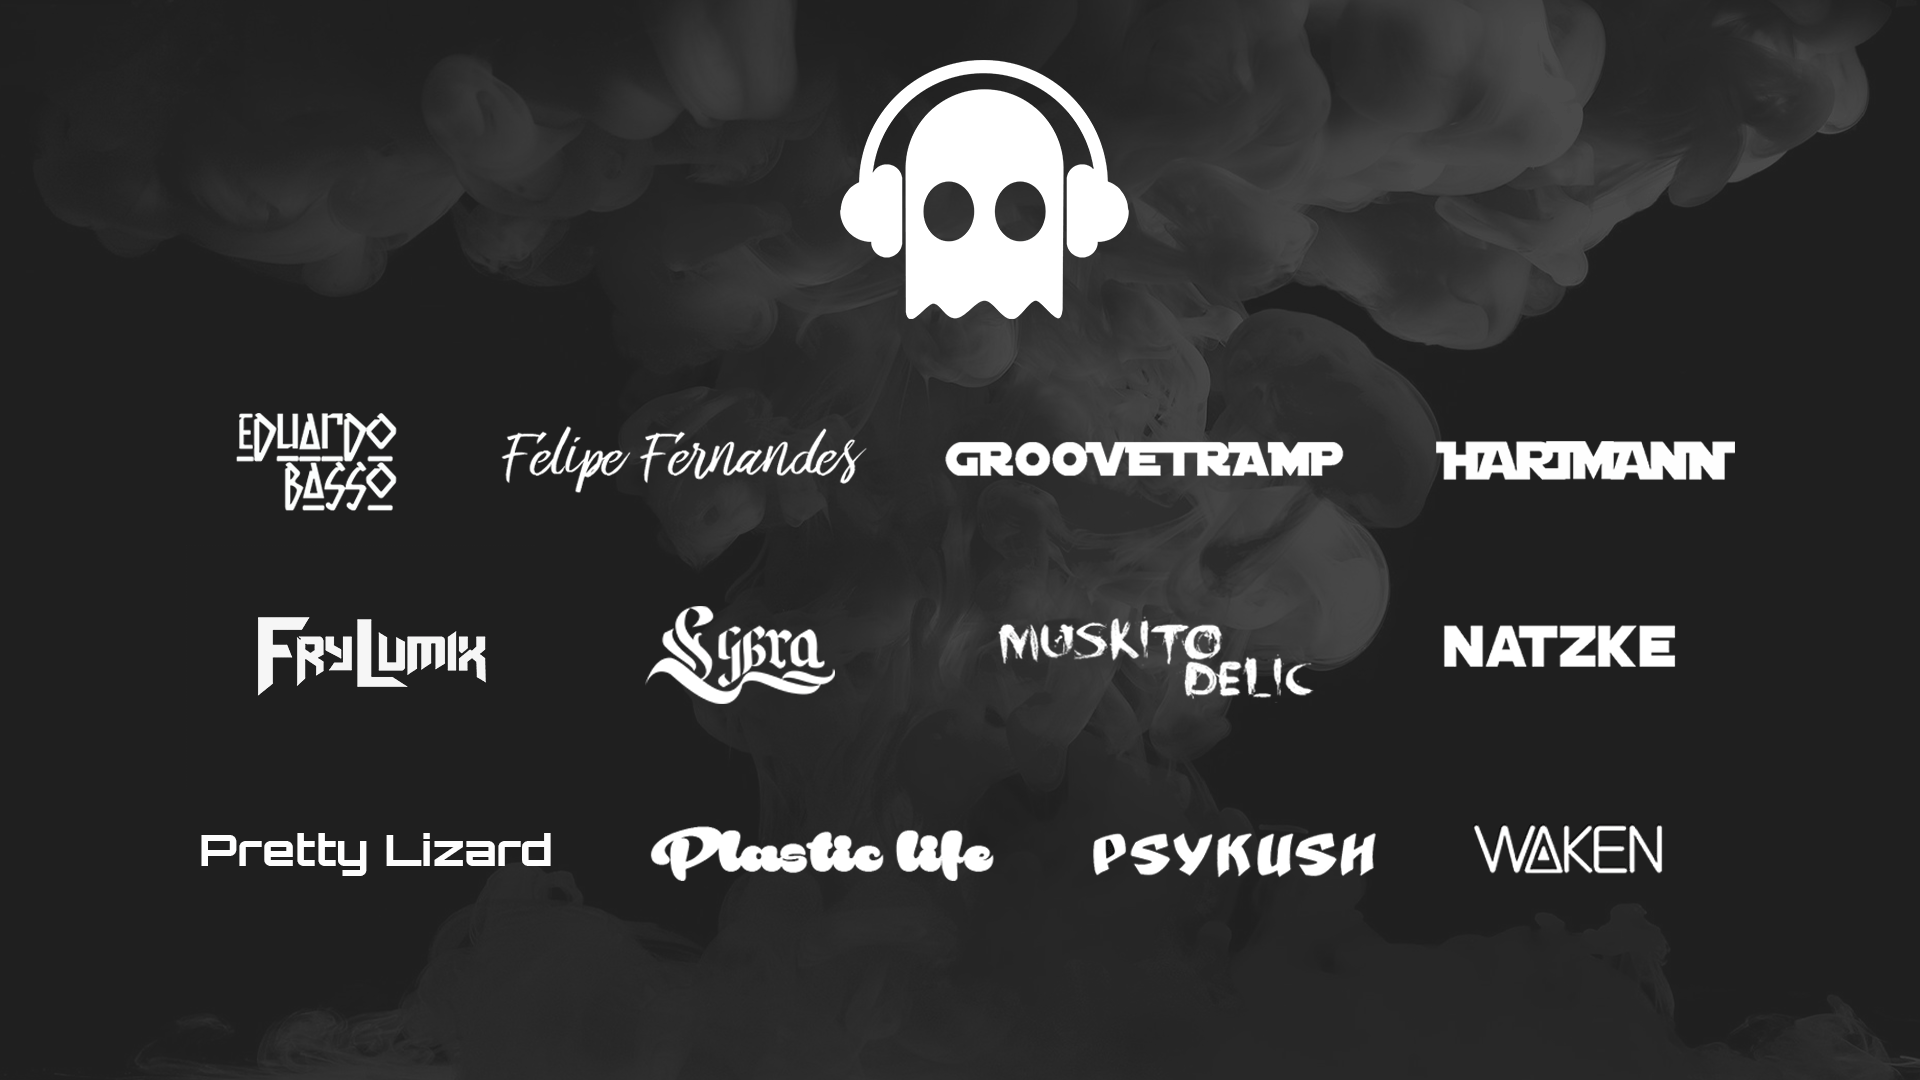 EDUARDO
BASSO
Felipe Fernandes
GROOVETRAMP
HARTMANN
FRYLUMIX
MUSKITO
DELIC
NATZKE
Pretty Lizard
Plastic life
PSYKUSH
WAKEN